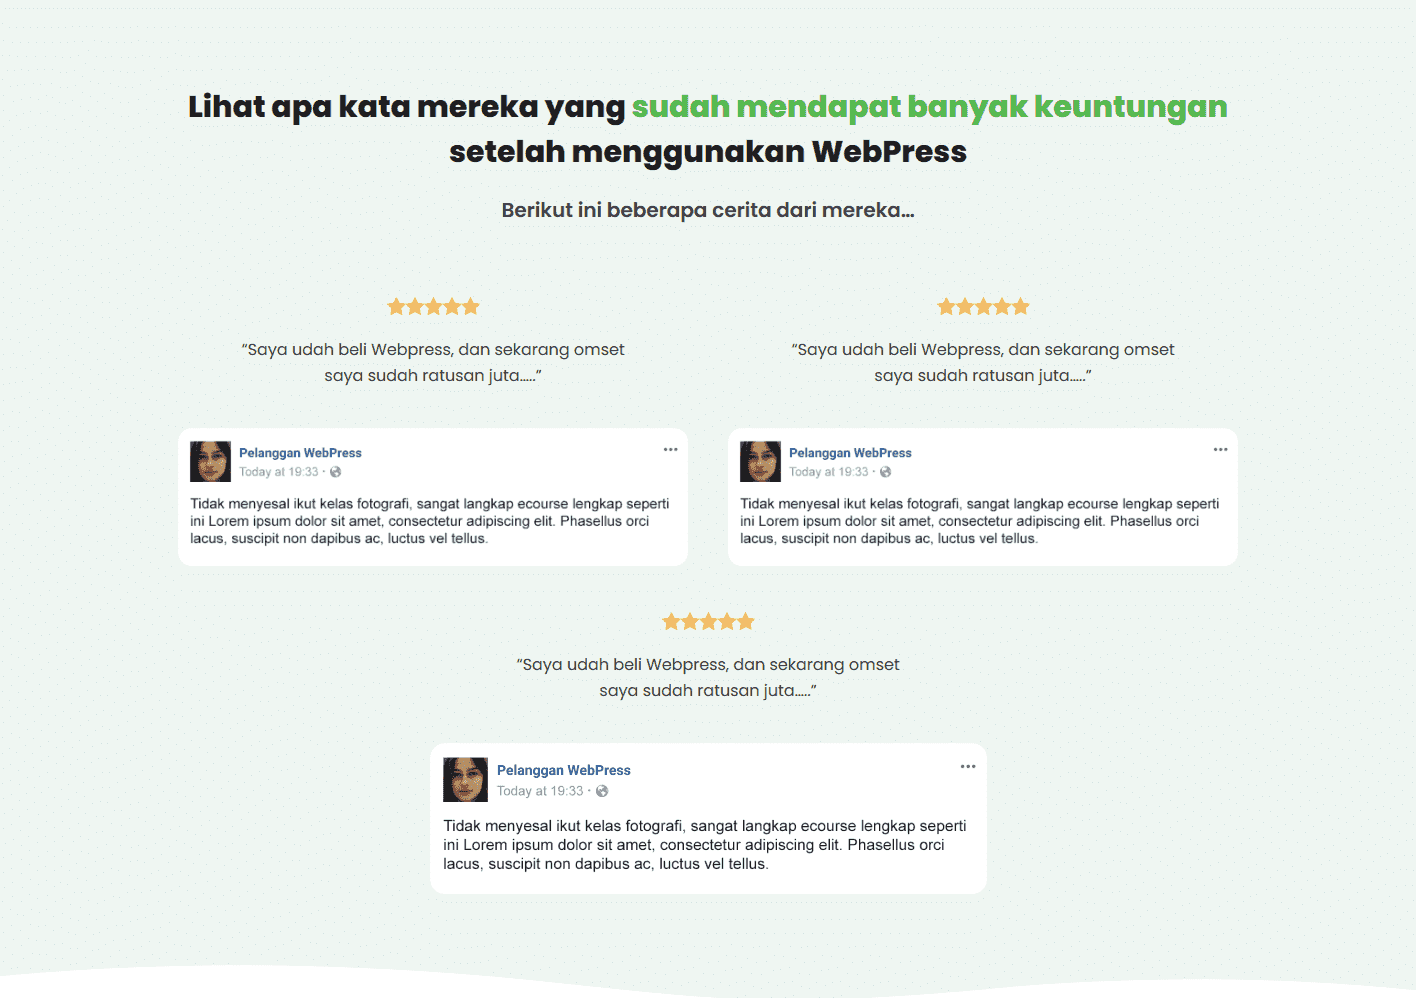 Lihat apa kata mereka yang sudah mendapat banyak keuntungan
setelah menggunakan WebPress
Berikut ini beberapa cerita dari mereka...
“Saya udah beli Webpress, dan sekarang omset
saya sudah ratusan juta.....”
Pelanggan WebPress
Today at 19:33 ·
Tidak menyesal ikut kelas fotografi, sangat langkap ecourse lengkap seperti
ini Lorem ipsum dolor sit amet, consectetur adipiscing elit. Phasellus orci
lacus, suscipit non dapibus ac, luctus vel tellus.
“Saya udah beli Webpress, dan sekarang omset
saya sudah ratusan juta.....”
Pelanggan WebPress
Today at 19:33 ·
Tidak menyesal ikut kelas fotografi, sangat langkap ecourse lengkap seperti
ini Lorem ipsum dolor sit amet, consectetur adipiscing elit. Phasellus orci
lacus, suscipit non dapibus ac, luctus vel tellus.
“Saya udah beli Webpress, dan sekarang omset
saya sudah ratusan juta.....”
Pelanggan WebPress
Today at 19:33 ·
Tidak menyesal ikut kelas fotografi, sangat langkap ecourse lengkap seperti
ini Lorem ipsum dolor sit amet, consectetur adipiscing elit. Phasellus orci
lacus, suscipit non dapibus ac, luctus vel tellus.